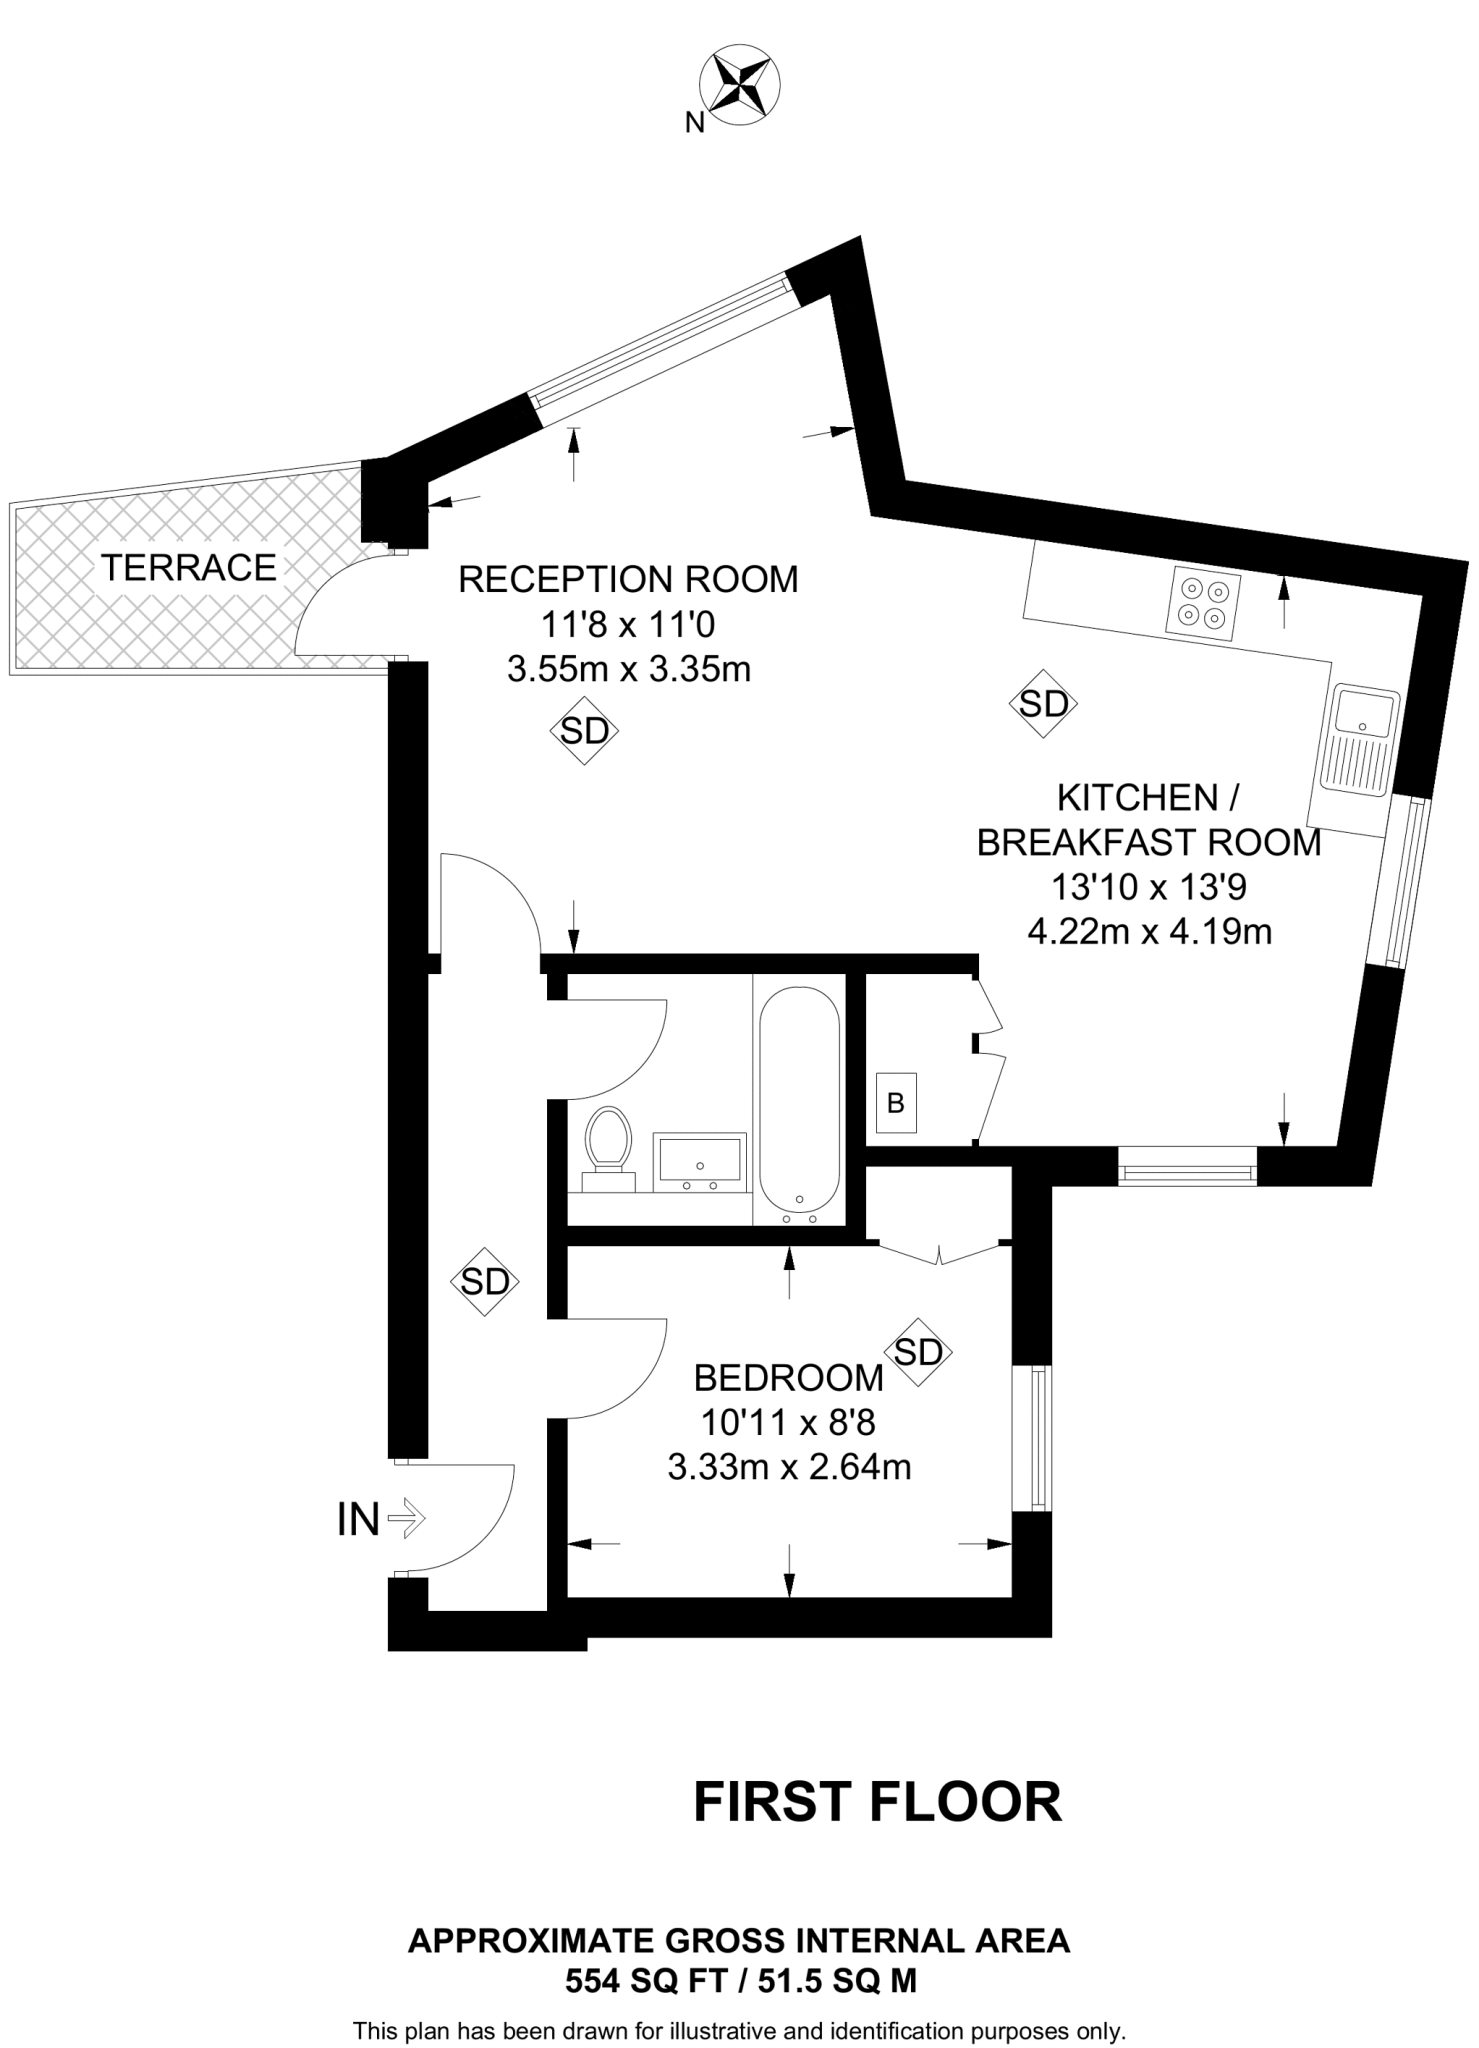 N
TERRACE
RECEPTION ROOM
11'8 x 11'0
3.55m x 3.35m
SD
SD
KITCHEN /
BREAKFAST ROOM
13'10 x 13'9
4.22m x 4.19m
B
SD
SD
BEDROOM
10'11 x 8'8
3.33m x 2.64m
IN
FIRST FLOOR
APPROXIMATE GROSS INTERNAL AREA
554 SQ FT / 51.5 SQ M
This plan has been drawn for illustrative and identification purposes only.